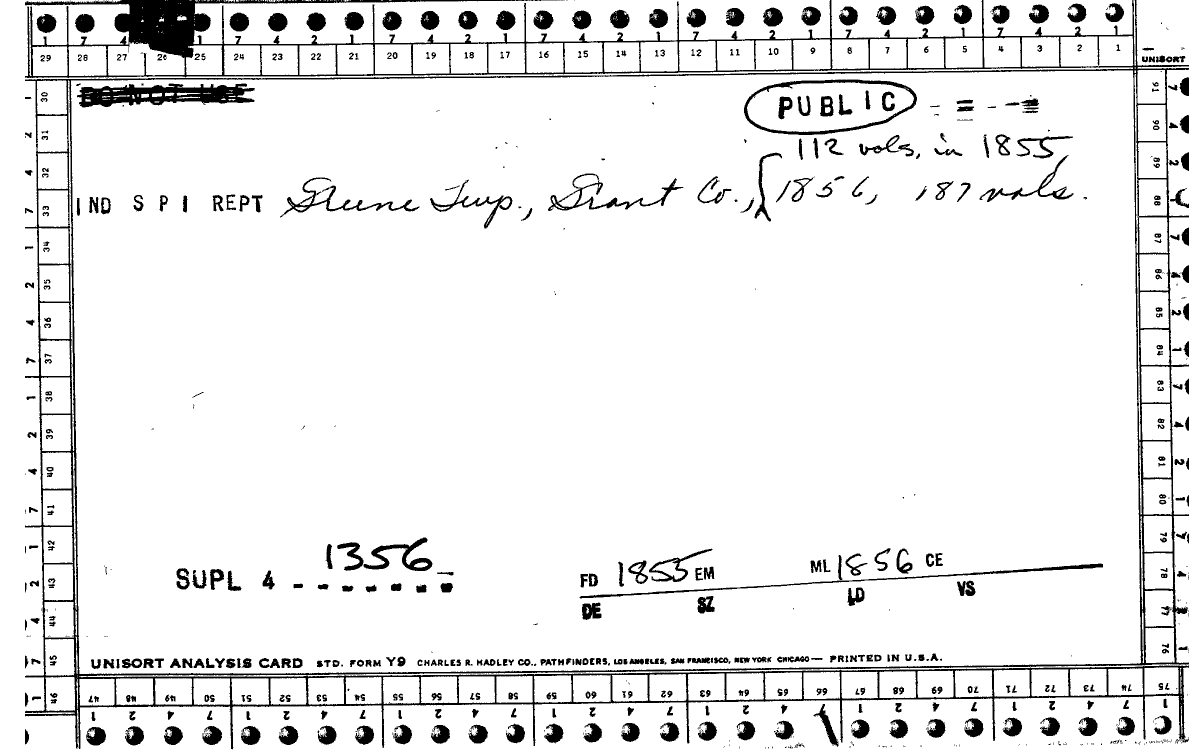 1 7 4 1 7 4 2 1 7 4 2 1 7 4 2 1 7 4 2 1 7 4 2 1 7 4 2 1
29 28 27 26 25 24 23 22 21 20 19 18 17 16 15 14 13 12 11 10 9 8 7 6 5 4 3 2 1
UNISORT
DO NOT USE
PUBLIC
112 vols, in 1855,
IND S P I REPT Twp., Grant Co., 1856, 187 vols.
1 30 2 31 4 32 7 33 1 34 2 35 4 36 7 37 1 38 2 39 4 40 7 41 1 42 2 43 4 44 7 45 1 46
91 90 89 88 87 86 85 84 83 82 81 80 79 78 77 76
1356
SUPL 4
FD 1855 EM ML 1856 CE
DE SZ LD VS
UNISORT ANALYSIS CARD STD. FORM Y9 CHARLES R. HADLEY CO., PATHFINDERS, LOS ANGELES, SAN FRANCISCO, NEW YORK CHICAGO — PRINTED IN U.S.A.
47 48 49 50 51 52 53 54 55 56 57 58 59 60 61 62 63 64 65 66 67 68 69 70 71 72 73 74 75
1 2 4 7 1 2 4 7 1 2 4 7 1 2 4 7 1 2 4 7 1 2 4 7 1 2 4 7 1